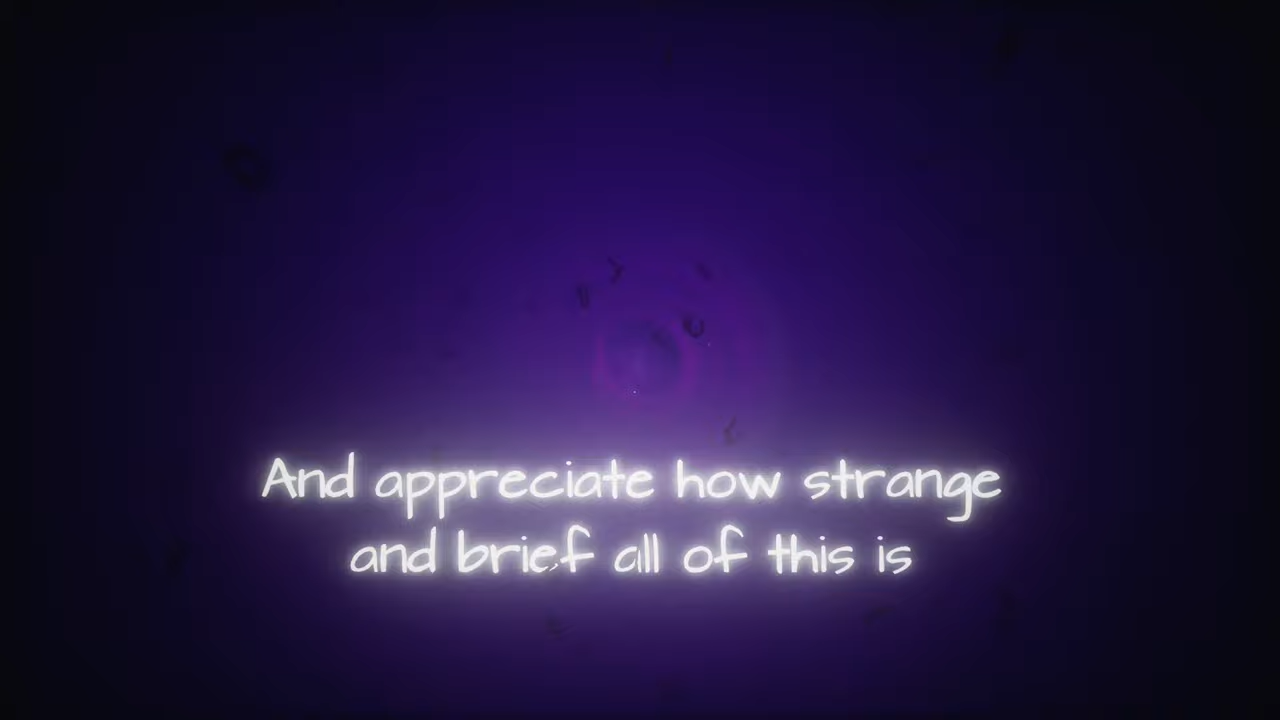 And appreciate how strange
and brief all of this is